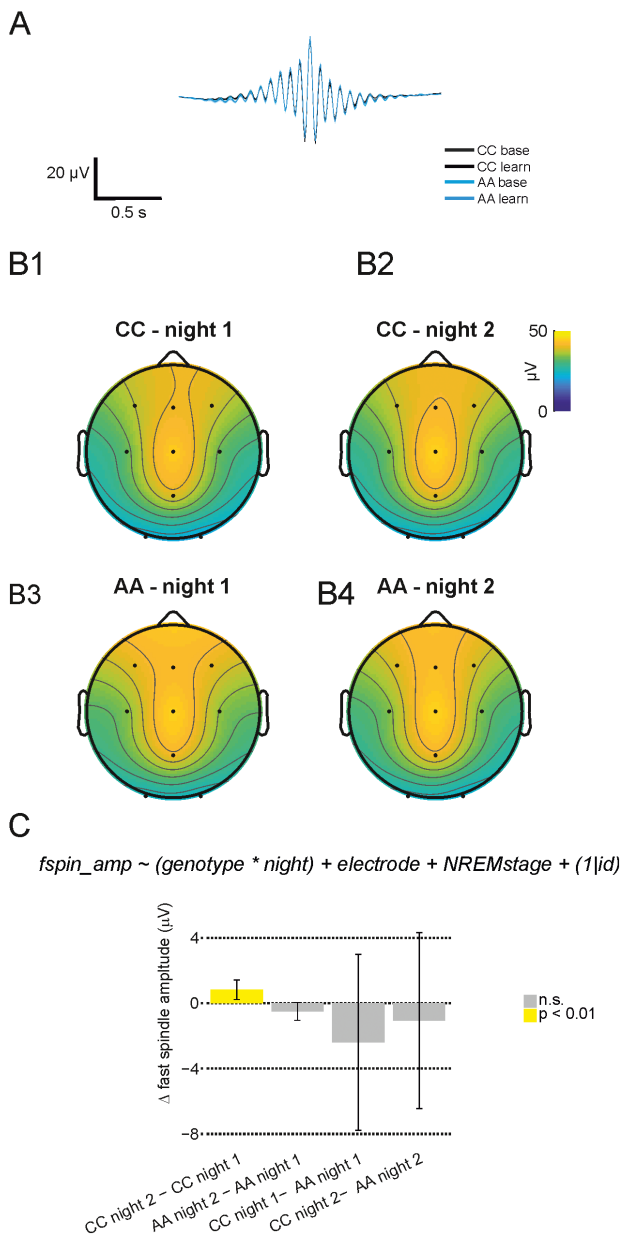 A
20 µV
0.5 s
CC base
CC learn
AA base
AA learn
B1
B2
CC - night 1
CC - night 2
50
µV
0
B3
AA - night 1
B4
AA - night 2
C
fspin_amp ~ (genotype * night) + electrode + NREMstage + (1|id)
Δ fast spindle ampltude (µV)
4
0
−4
−8
n.s.
p < 0.01
CC night 2 − CC night 1
AA night 2 − AA night 1
CC night 1− AA night 1
CC night 2− AA night 2